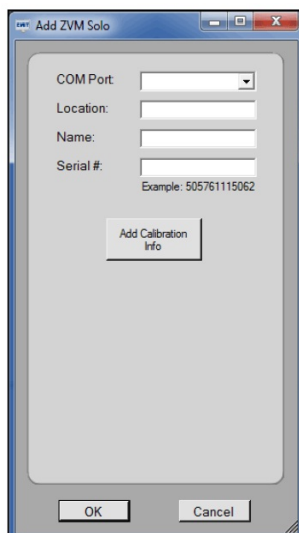 Add ZVM Solo
COM Port:
Location:
Name:
Serial #:
Example: 505761115062
Add Calibration
Info
OK
Cancel